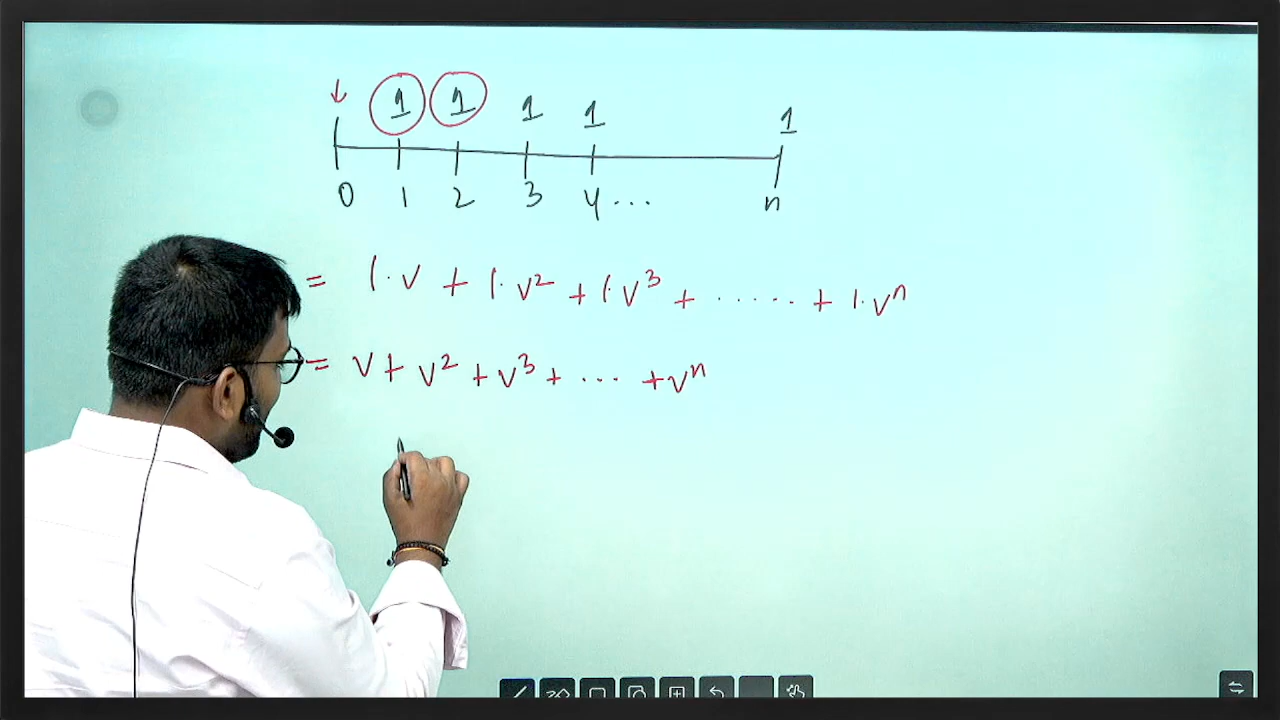 ↓ 1 1 1 1 1
0 1 2 3 4 ... n
= 1·v + 1·v² + 1·v³ + ...... + 1·vⁿ
= v + v² + v³ + ... + vⁿ